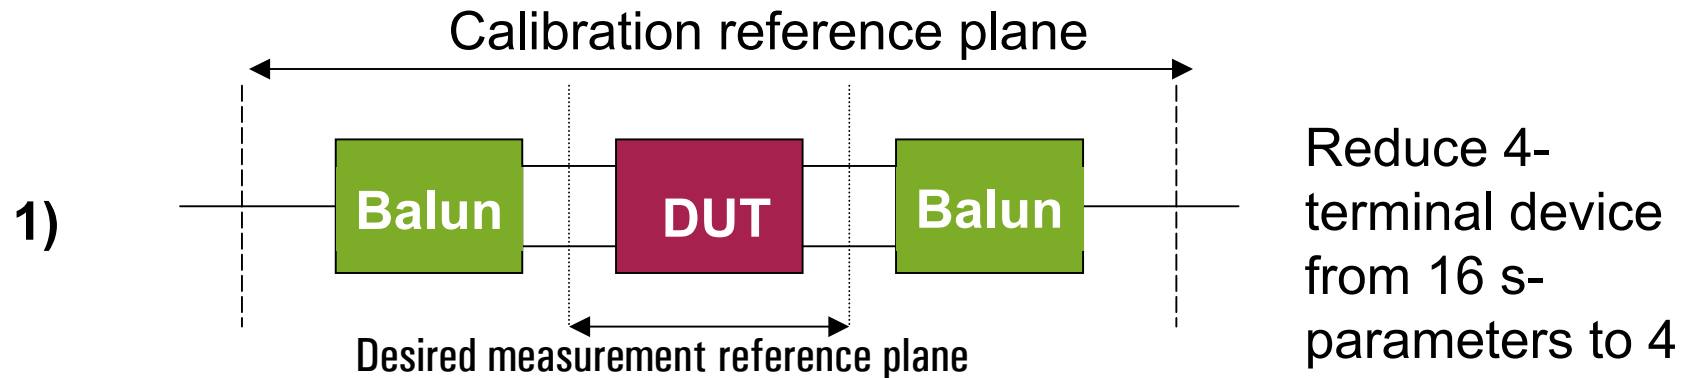 Calibration reference plane
1)
Balun
DUT
Balun
Desired measurement reference plane
Reduce 4-
terminal device
from 16 s-
parameters to 4